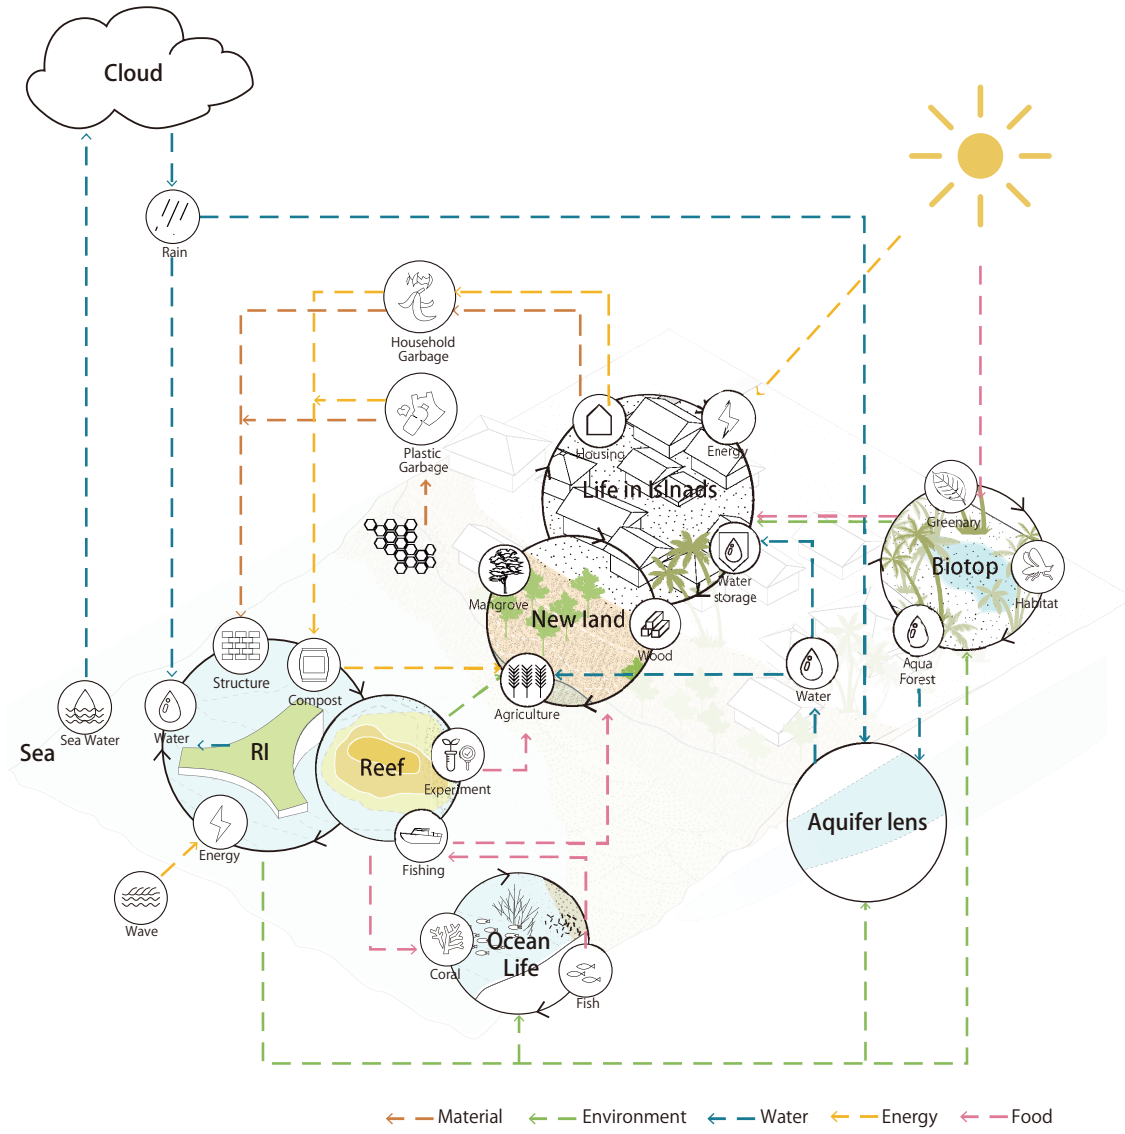 Cloud
Rain
Household
Garbage
Plastic
Garbage
Housing
Energy
Life in Islnads
Greenary
Mangrove
Water
storage
Biotop
Habitat
New land
Wood
Aqua
Forest
Structure
Compost
Agriculture
Water
Sea
Sea Water
Water
RI
Reef
Experiment
Energy
Fishing
Aquifer lens
Wave
Coral
Ocean
Life
Fish
Material
Environment
Water
Energy
Food